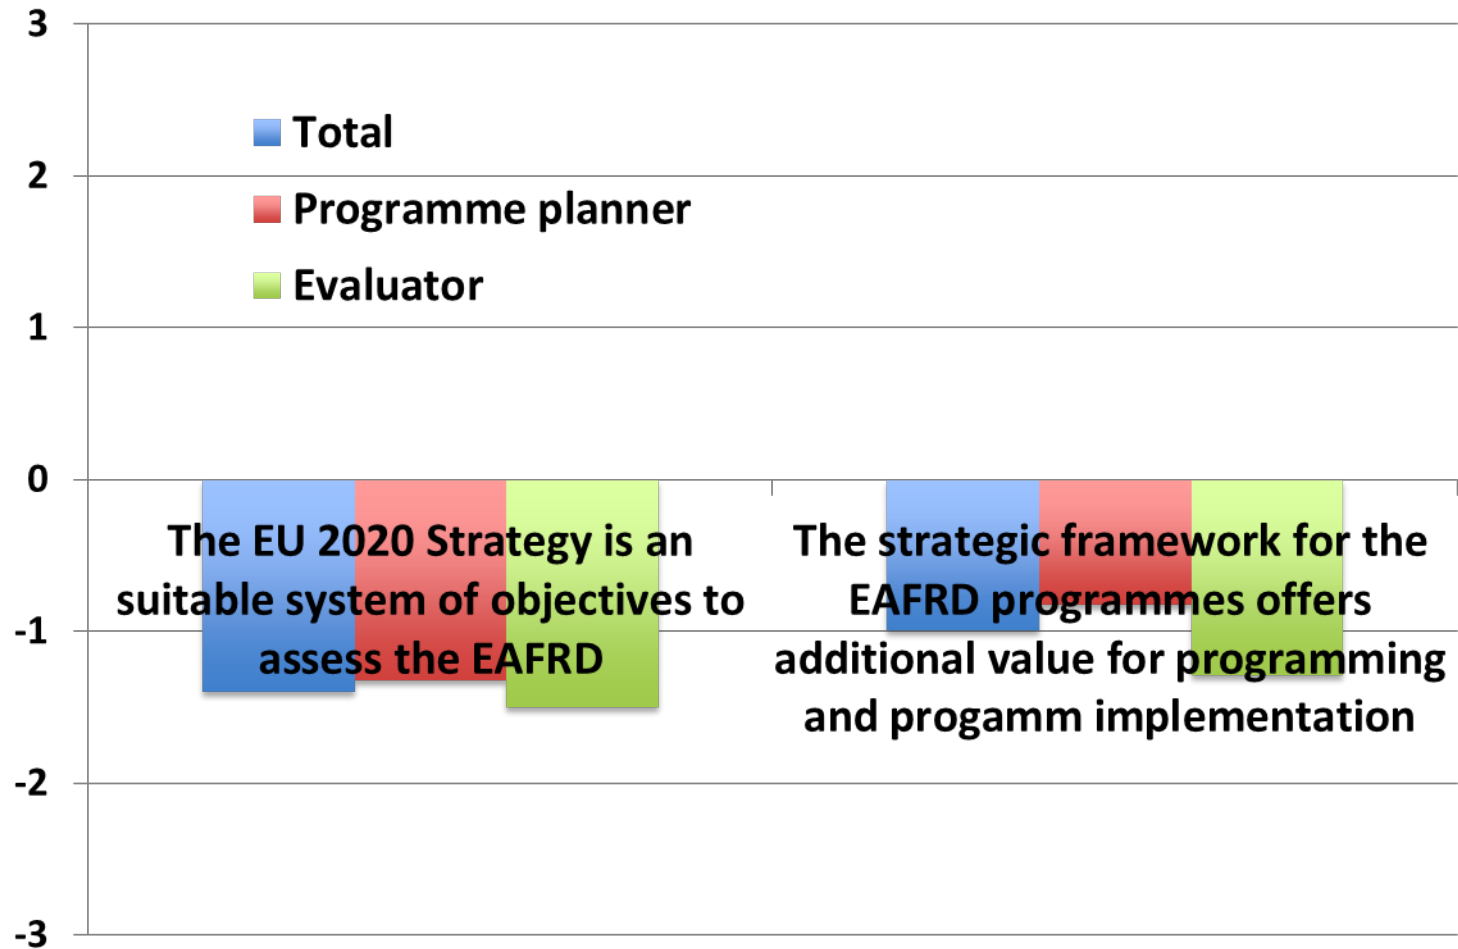 3
Total
2
Programme planner
Evaluator
1
0
The EU 2020 Strategy is an
suitable system of objectives to
assess the EAFRD
The strategic framework for the
EAFRD programmes offers
additional value for programming
and progamm implementation
-1
-2
-3